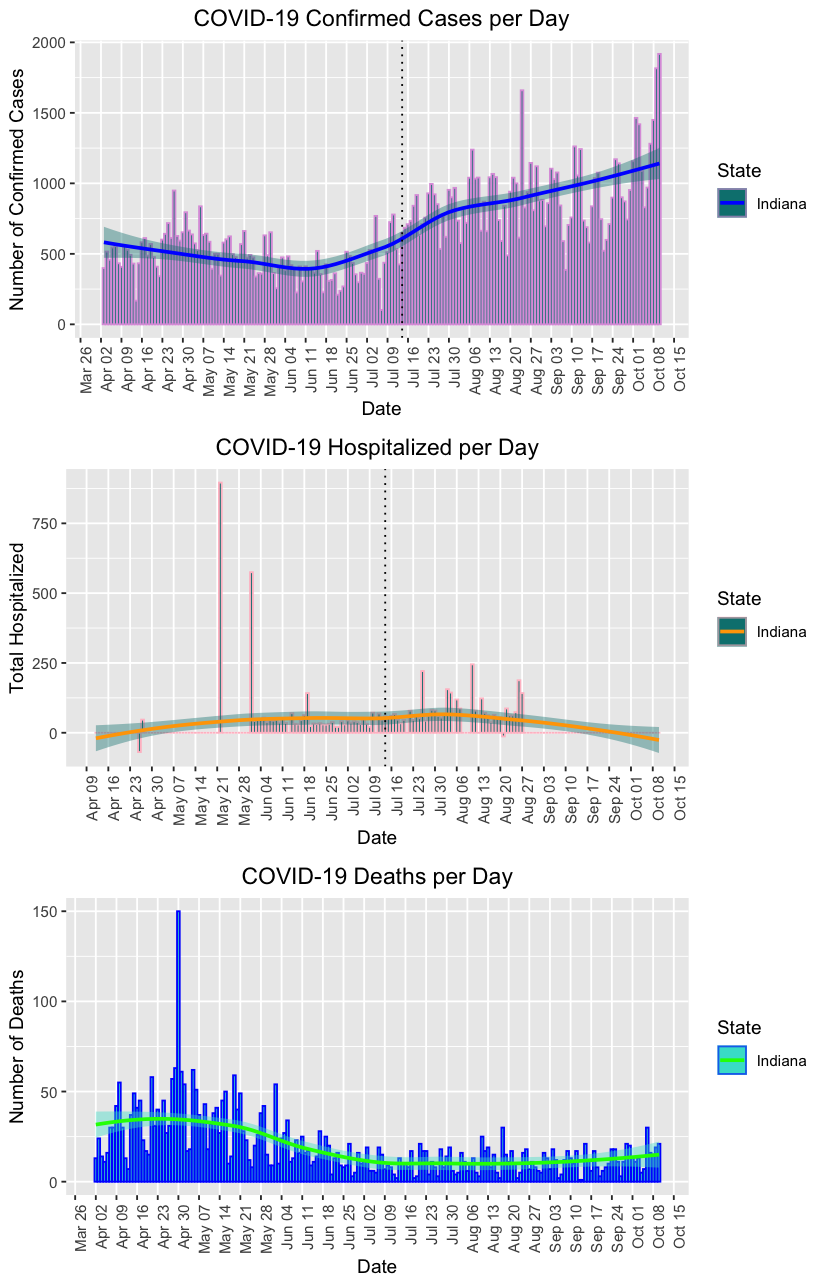 COVID-19 Confirmed Cases per Day
Number of Confirmed Cases
2000
1500
1000
500
0
Mar 26
Apr 02
Apr 09
Apr 16
Apr 23
Apr 30
May 07
May 14
May 21
May 28
Jun 04
Jun 11
Jun 18
Jun 25
Jul 02
Jul 09
Jul 16
Jul 23
Jul 30
Aug 06
Aug 13
Aug 20
Aug 27
Sep 03
Sep 10
Sep 17
Sep 24
Oct 01
Oct 08
Oct 15
Date
State
Indiana
COVID-19 Hospitalized per Day
Total Hospitalized
750
500
250
0
Apr 09
Apr 16
Apr 23
Apr 30
May 07
May 14
May 21
May 28
Jun 04
Jun 11
Jun 18
Jun 25
Jul 02
Jul 09
Jul 16
Jul 23
Jul 30
Aug 06
Aug 13
Aug 20
Aug 27
Sep 03
Sep 10
Sep 17
Sep 24
Oct 01
Oct 08
Oct 15
Date
State
Indiana
COVID-19 Deaths per Day
Number of Deaths
150
100
50
0
Mar 26
Apr 02
Apr 09
Apr 16
Apr 23
Apr 30
May 07
May 14
May 21
May 28
Jun 04
Jun 11
Jun 18
Jun 25
Jul 02
Jul 09
Jul 16
Jul 23
Jul 30
Aug 06
Aug 13
Aug 20
Aug 27
Sep 03
Sep 10
Sep 17
Sep 24
Oct 01
Oct 08
Oct 15
Date
State
Indiana